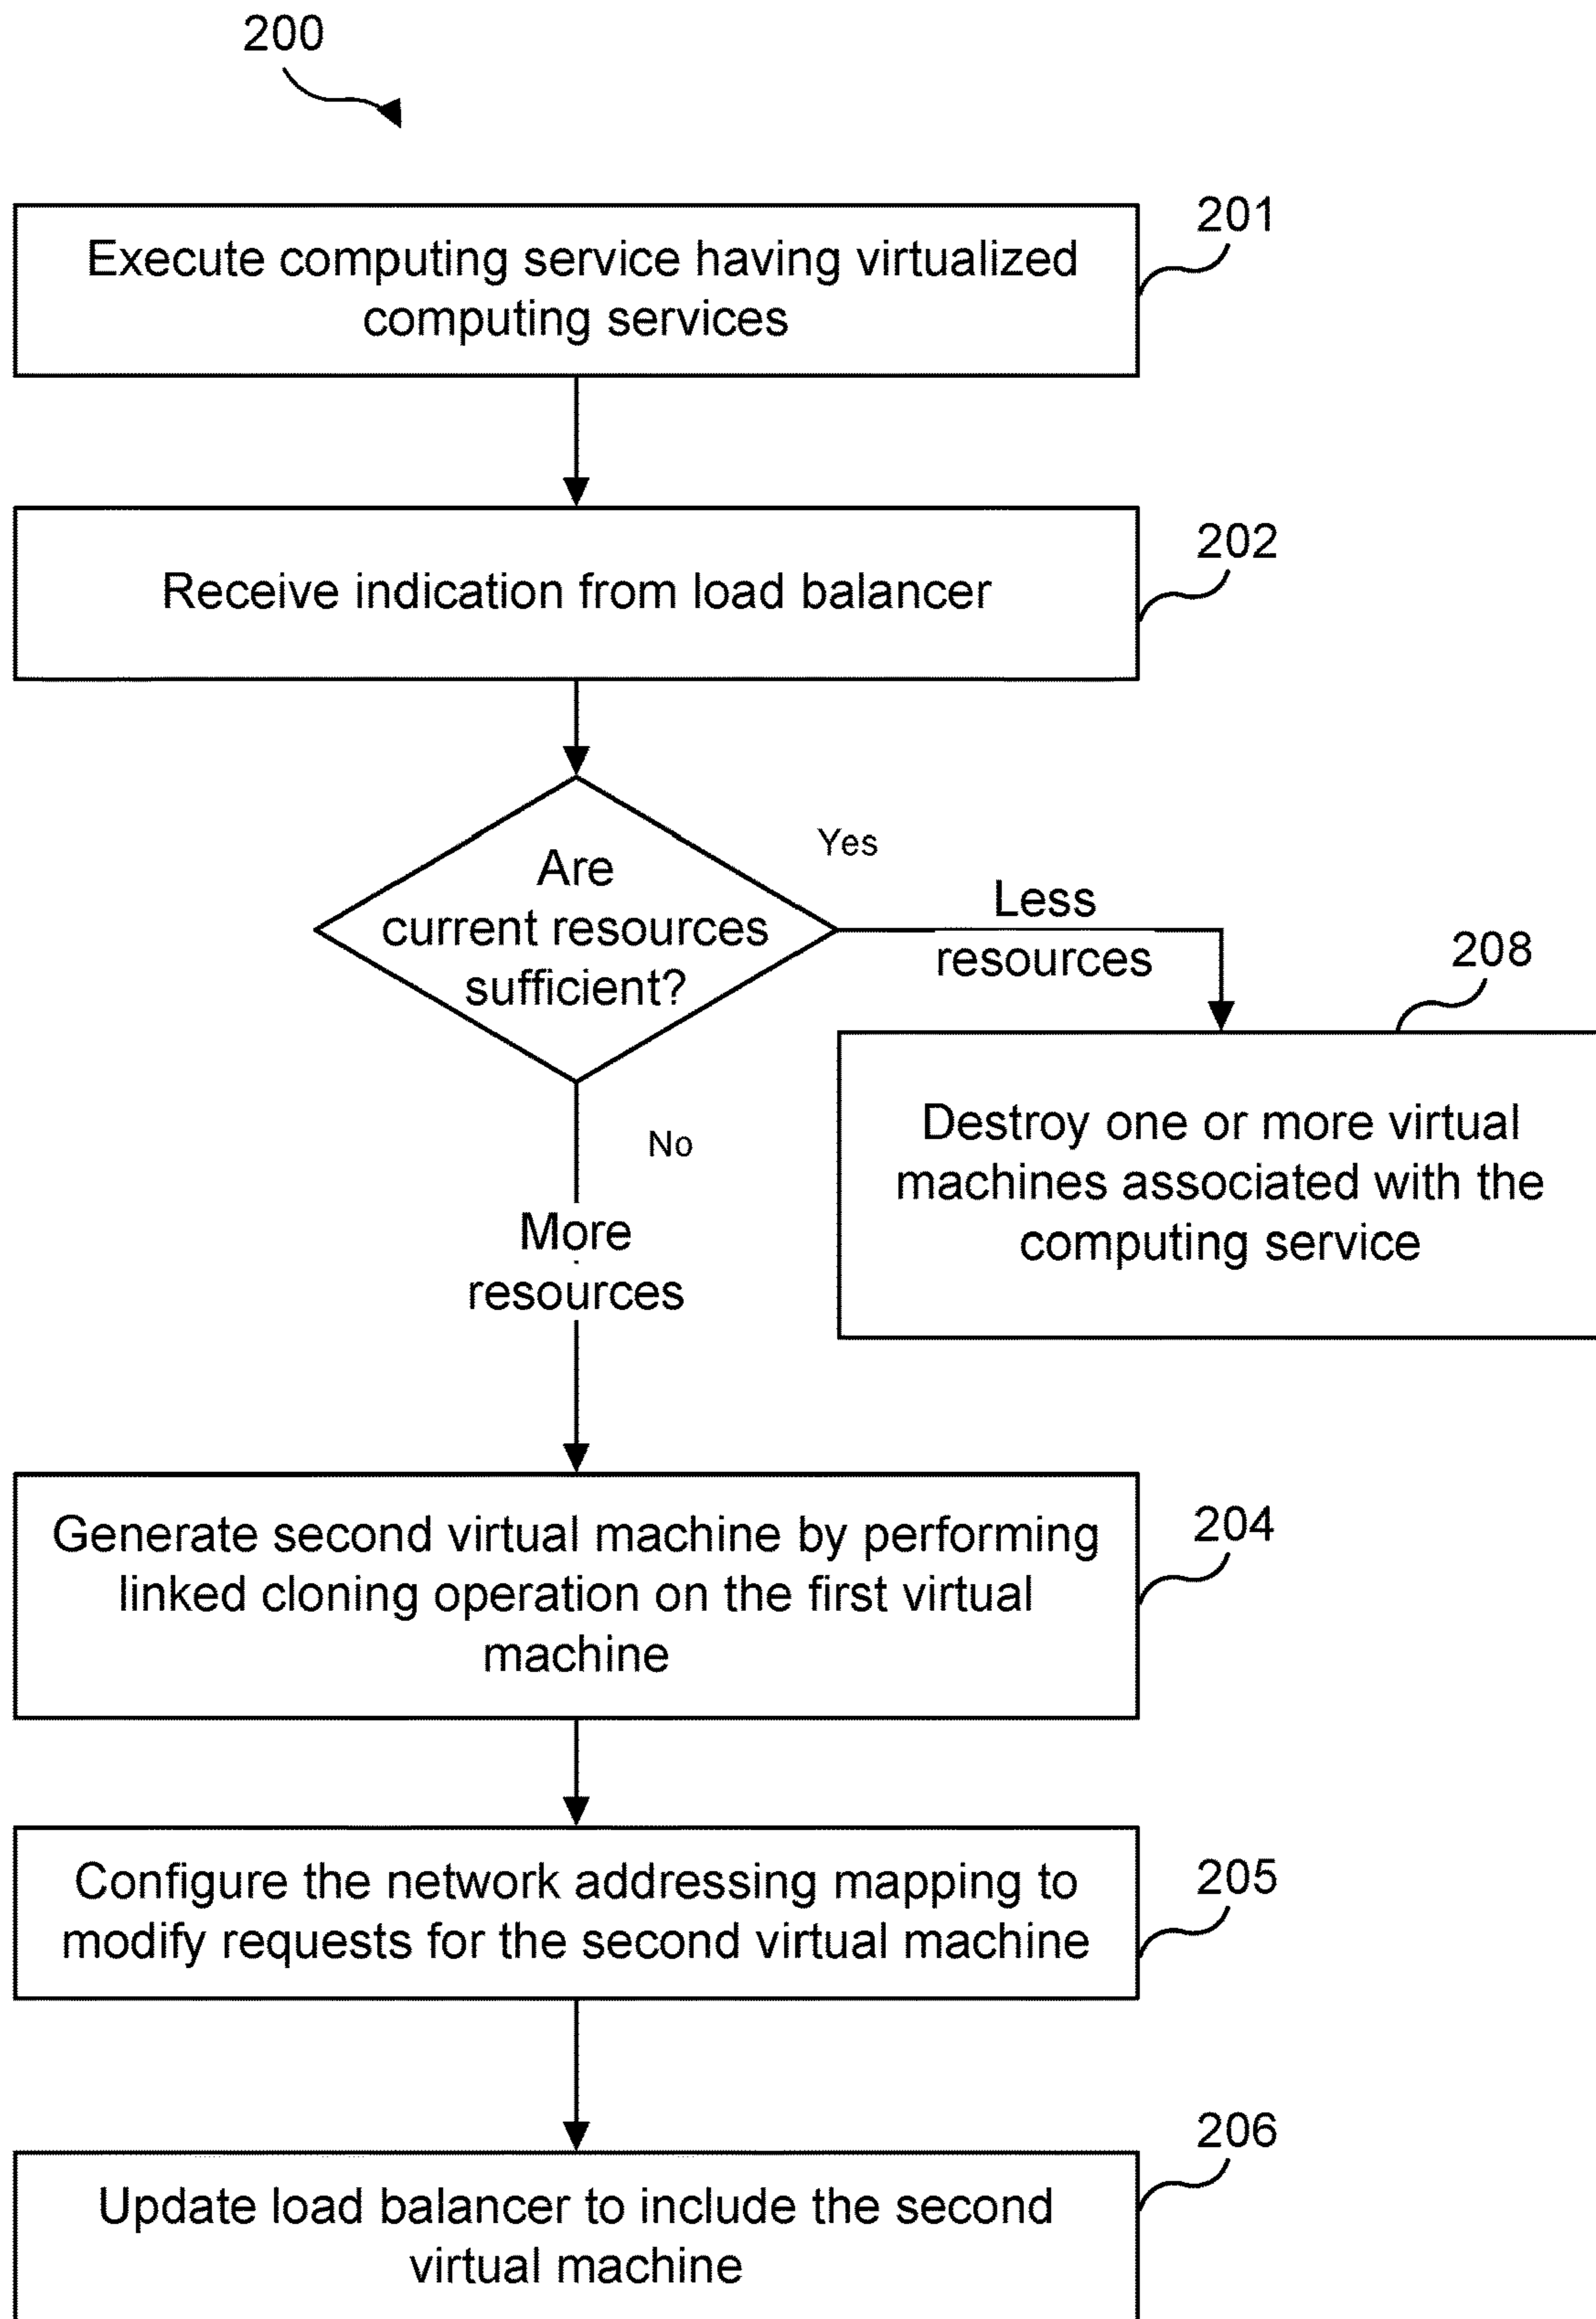 200
201
Execute computing service having virtualized
computing services
202
Receive indication from load balancer
Are
current resources
sufficient?
Yes
Less
resources
208
Destroy one or more virtual
machines associated with the
computing service
No
More
resources
204
Generate second virtual machine by performing
linked cloning operation on the first virtual
machine
205
Configure the network addressing mapping to
modify requests for the second virtual machine
206
Update load balancer to include the second
virtual machine